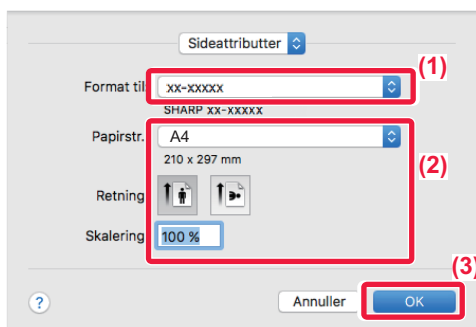 Sideattributter
(1)
Format til: xx-xxxxx
SHARP xx-xxxxx
Papirstr. A4
210 x 297 mm
(2)
Retning
Skalering 100 %
(3)
? Annuller OK